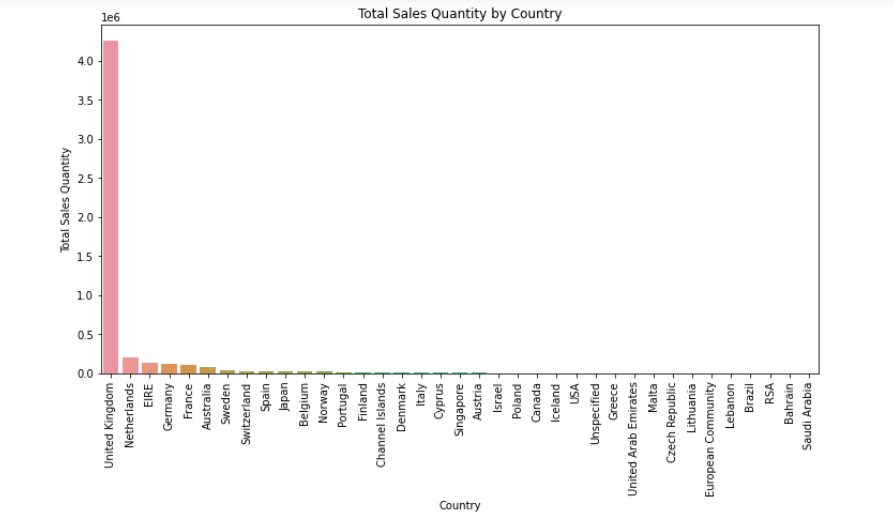 Total Sales Quantity by Country
1e6
4.0
3.5
3.0
2.5
2.0
1.5
1.0
0.5
0.0
Total Sales Quantity
United Kingdom
Netherlands
EIRE
Germany
France
Australia
Sweden
Switzerland
Spain
Japan
Belgium
Norway
Portugal
Finland
Channel Islands
Denmark
Italy
Cyprus
Singapore
Austria
Israel
Poland
Canada
Iceland
USA
Unspecified
Greece
United Arab Emirates
Malta
Czech Republic
Lithuania
European Community
Lebanon
Brazil
RSA
Bahrain
Saudi Arabia
Country